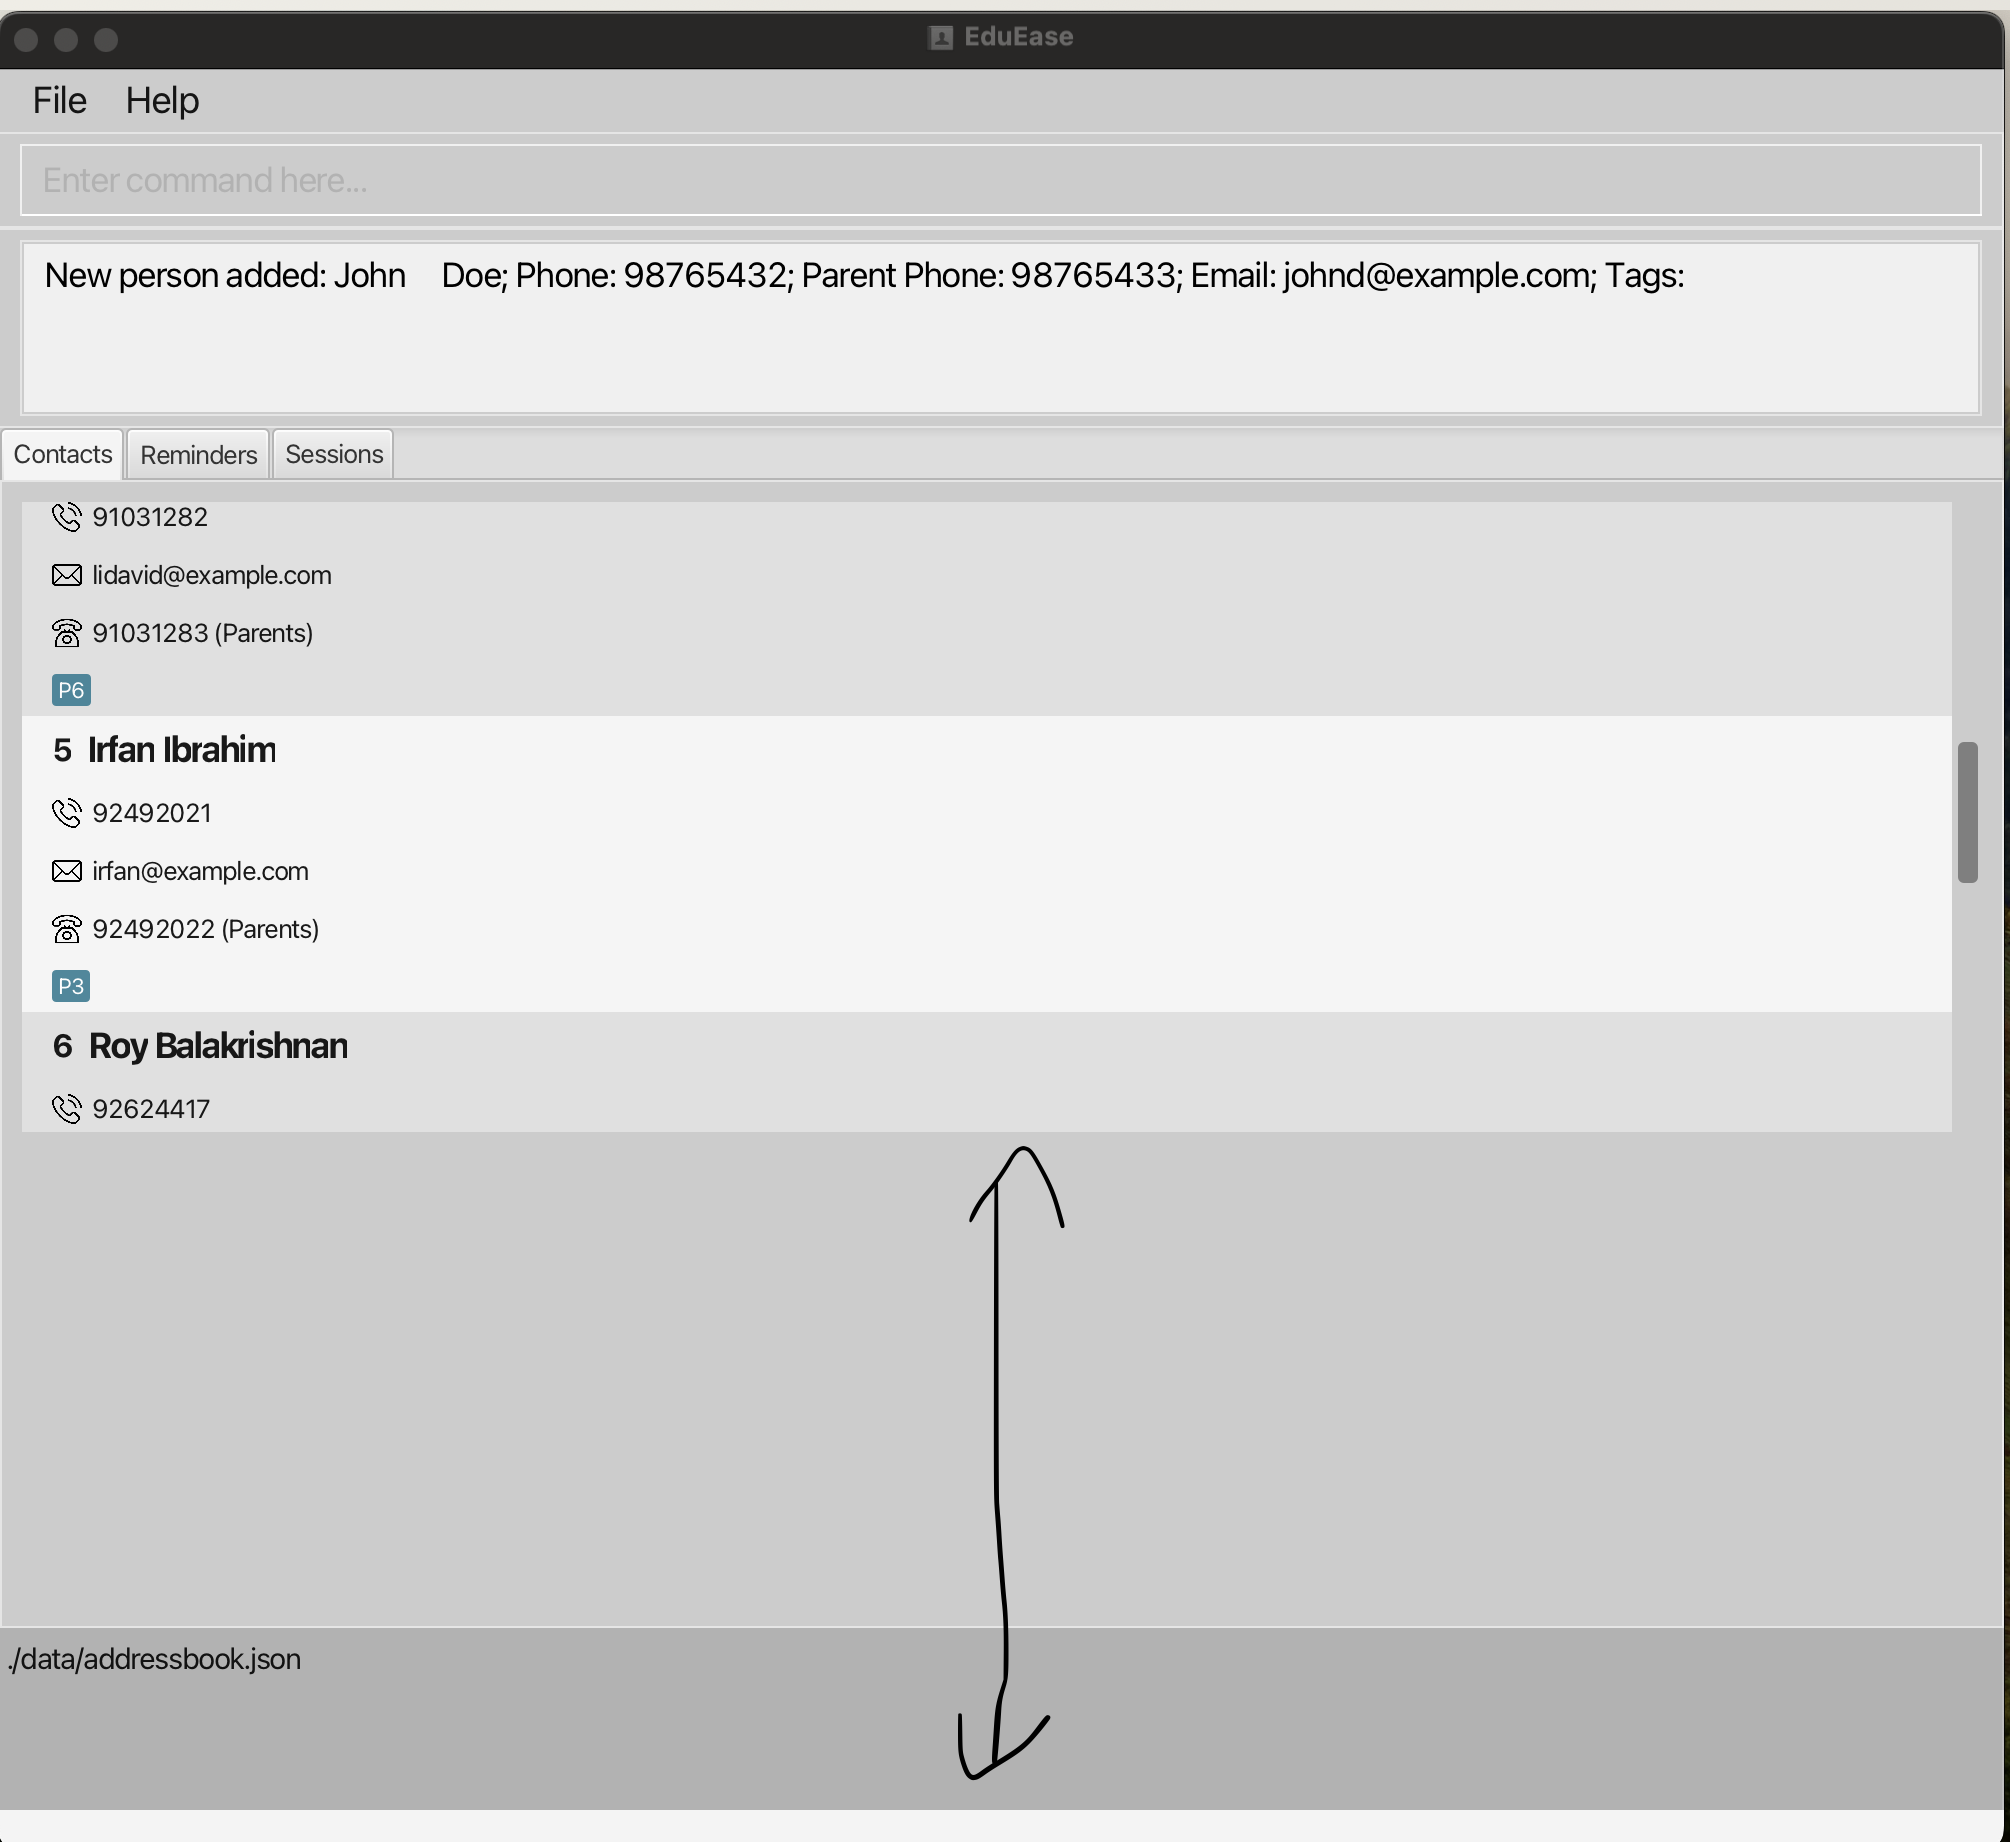 EduEase
File Help
Enter command here...
New person added: John     Doe; Phone: 98765432; Parent Phone: 98765433; Email: johnd@example.com; Tags:
Contacts Reminders Sessions
91031282
lidavid@example.com
91031283 (Parents)
P6
5 Irfan Ibrahim
92492021
irfan@example.com
92492022 (Parents)
P3
6 Roy Balakrishnan
92624417
./data/addressbook.json